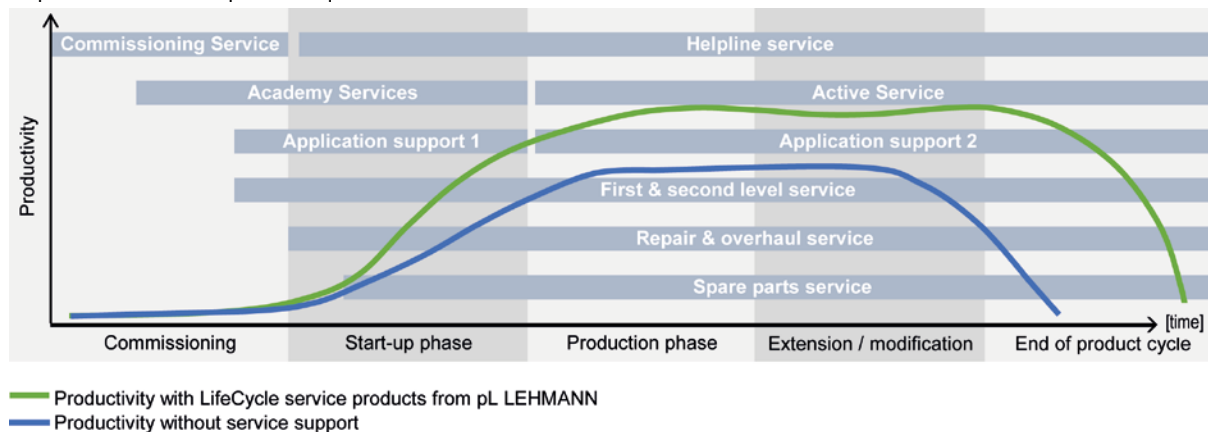 Commissioning Service
Helpline service
Academy Services
Active Service
Application support 1
Application support 2
First & second level service
Repair & overhaul service
Spare parts service
Productivity
[time]
Commissioning
Start-up phase
Production phase
Extension / modification
End of product cycle
Productivity with LifeCycle service products from pL LEHMANN
Productivity without service support